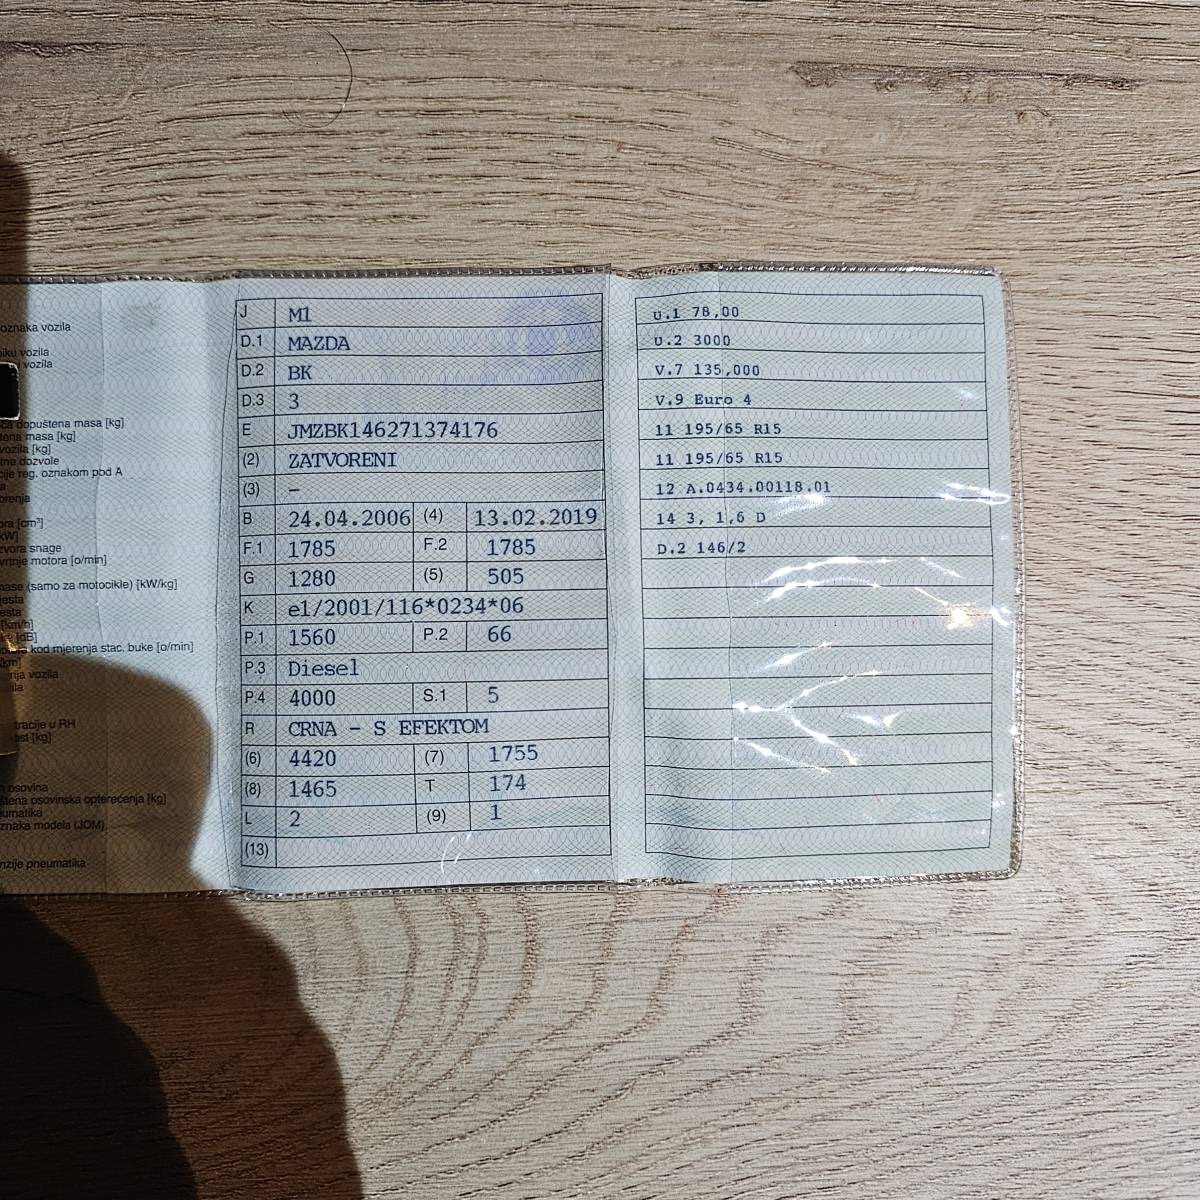 oznaka vozila
vozila
vozila
dopuštena masa [kg]
masa [kg]
vozila [kg]
dozvole
reg. oznakom pod A
[cm³]
snage
motora [o/min]
(samo za motocikle) [kW/kg]
[km/h]
[dB]
kod mjerenja stac. buke [o/min]
vozila
u RH
[kg]
osovina
osovinska opterećenja [kg]
modela (JOM)
pneumatika
J M1
D.1 MAZDA
D.2 BK
D.3 3
E JMZBK146271374176
(2) ZATVORENI
(3) –
B 24.04.2006 (4) 13.02.2019
F.1 1785 F.2 1785
G 1280 (5) 505
K e1/2001/116*0234*06
P.1 1560 P.2 66
P.3 Diesel
P.4 4000 S.1 5
R CRNA - S EFEKTOM
(6) 4420 (7) 1755
(8) 1465 T 174
L 2 (9) 1
(13)
U.1 78,00
U.2 3000
V.7 135,000
V.9 Euro 4
11 195/65 R15
11 195/65 R15
12 A.0434.00118.01
14 3, 1,6 D
D.2 146/2